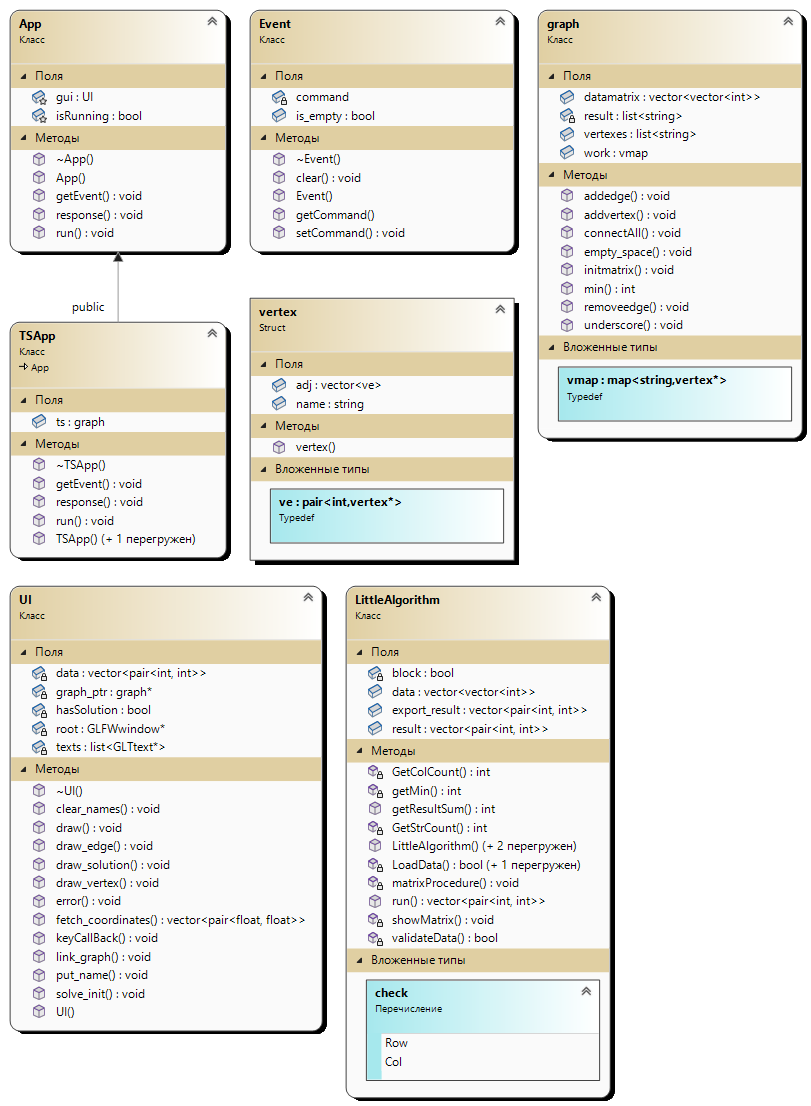 App
Класс
Поля
gui : UI
isRunning : bool
Методы
~App()
App()
getEvent() : void
response() : void
run() : void
Event
Класс
Поля
command
is_empty : bool
Методы
~Event()
clear() : void
Event()
getCommand()
setCommand() : void
graph
Класс
Поля
datamatrix : vector<vector<int>>
result : list<string>
vertexes : list<string>
work : vmap
Методы
addedge() : void
addvertex() : void
connectAll() : void
empty_space() : void
initmatrix() : void
min() : int
removeedge() : void
underscore() : void
Вложенные типы
vmap : map<string,vertex*>
Typedef
public
TSApp
Класс
App
Поля
ts : graph
Методы
~TSApp()
getEvent() : void
response() : void
run() : void
TSApp() (+ 1 перегружен)
vertex
Struct
Поля
adj : vector<ve>
name : string
Методы
vertex()
Вложенные типы
ve : pair<int,vertex*>
Typedef
UI
Класс
Поля
data : vector<pair<int, int>>
graph_ptr : graph*
hasSolution : bool
root : GLFWwindow*
texts : list<GLTtext*>
Методы
~UI()
clear_names() : void
draw() : void
draw_edge() : void
draw_solution() : void
draw_vertex() : void
error() : void
fetch_coordinates() : vector<pair<float, float>>
keyCallBack() : void
link_graph() : void
put_name() : void
solve_init() : void
UI()
LittleAlgorithm
Класс
Поля
block : bool
data : vector<vector<int>>
export_result : vector<pair<int, int>>
result : vector<pair<int, int>>
Методы
GetColCount() : int
getMin() : int
getResultSum() : int
GetStrCount() : int
LittleAlgorithm() (+ 2 перегружен)
LoadData() : bool (+ 1 перегружен)
matrixProcedure() : void
run() : vector<pair<int, int>>
showMatrix() : void
validateData() : bool
Вложенные типы
check
Перечисление
Row
Col